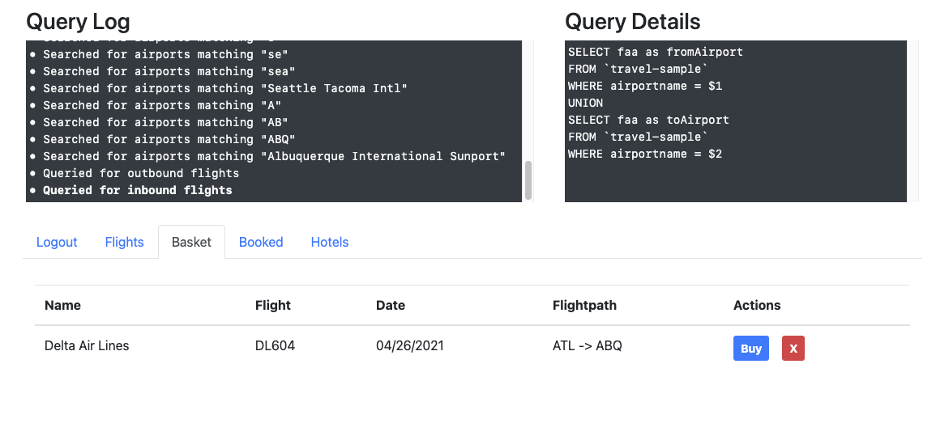 Query Log
Query Details
• Searched for airports matching "se"
• Searched for airports matching "sea"
• Searched for airports matching "Seattle Tacoma Intl"
• Searched for airports matching "A"
• Searched for airports matching "AB"
• Searched for airports matching "ABQ"
• Searched for airports matching "Albuquerque International Sunport"
• Queried for outbound flights
• Queried for inbound flights
SELECT faa as fromAirport
FROM `travel-sample`
WHERE airportname = $1
UNION
SELECT faa as toAirport
FROM `travel-sample`
WHERE airportname = $2
Logout Flights Basket Booked Hotels
Name Flight Date Flightpath Actions
Delta Air Lines DL604 04/26/2021 ATL -> ABQ Buy X